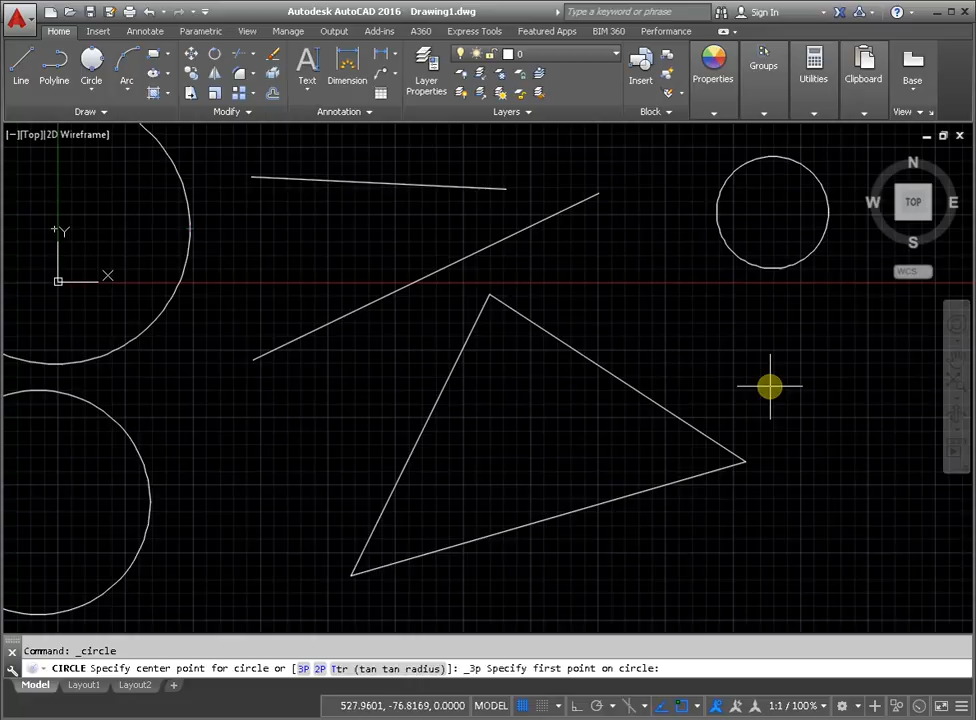 Autodesk AutoCAD 2016 Drawing1.dwg
Type a keyword or phrase
Sign In
Home Insert Annotate Parametric View Manage Output Add-ins A360 Express Tools Featured Apps BIM 360 Performance
Line Polyline Circle Arc
Text Dimension
Layer Properties
0
Insert
Properties Groups Utilities Clipboard Base
Draw Modify Annotation Layers Block View
[−][Top][2D Wireframe]
N
W TOP E
S
WCS
Y
X
Command: _circle
CIRCLE Specify center point for circle or [3P 2P Ttr (tan tan radius)]: _3p Specify first point on circle:
Model Layout1 Layout2 +
527.9601, -76.8169, 0.0000 MODEL 1:1 / 100%